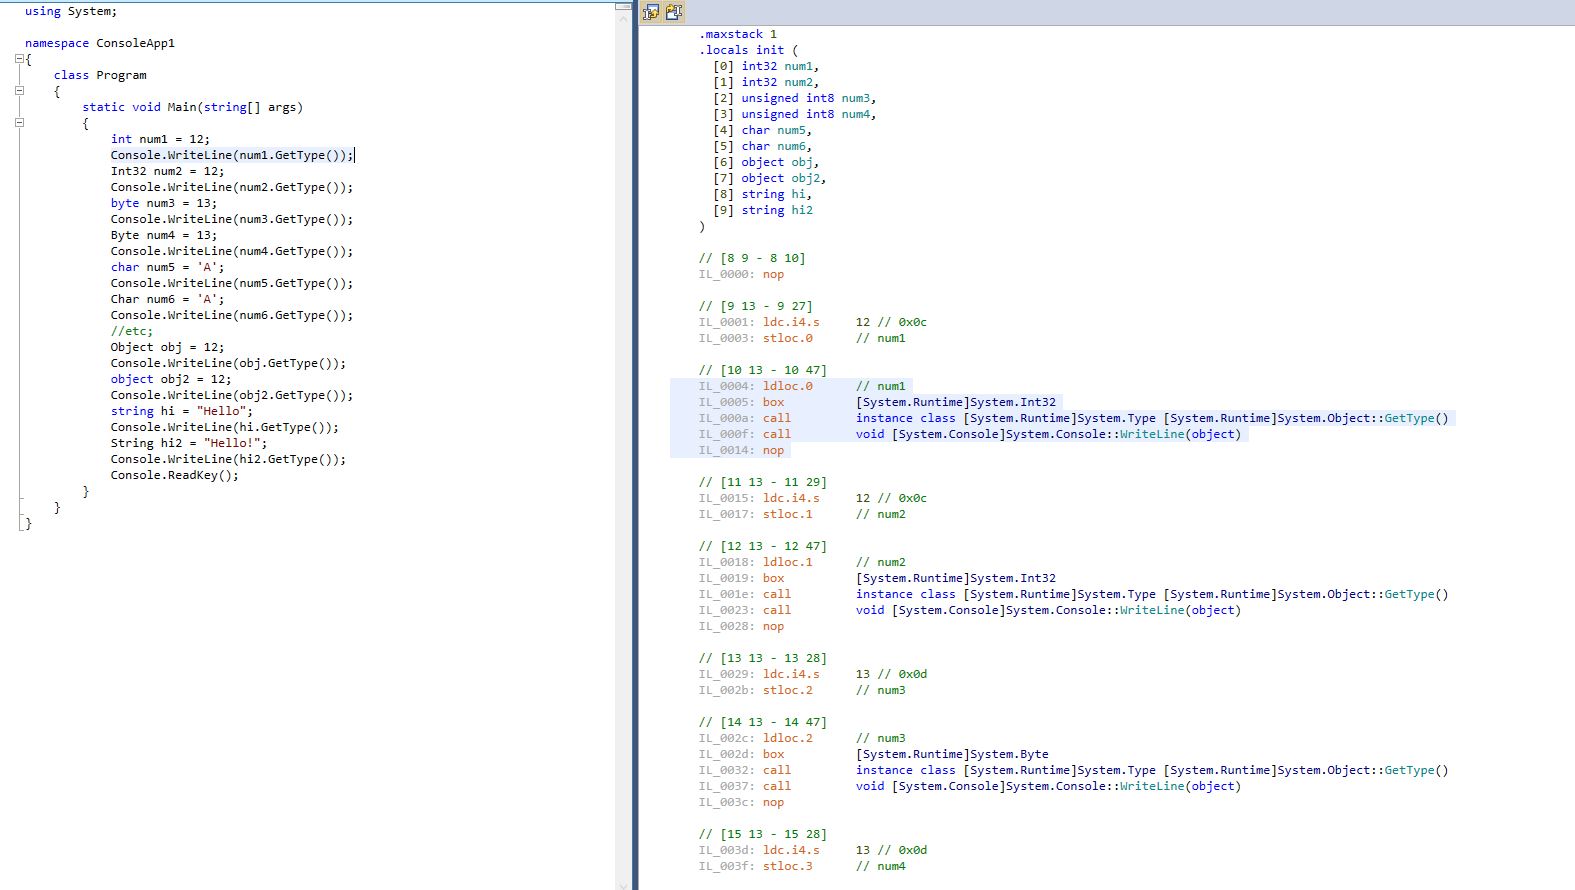 using System;
namespace ConsoleApp1
{
class Program
{
static void Main(string[] args)
{
int num1 = 12;
Console.WriteLine(num1.GetType());
Int32 num2 = 12;
Console.WriteLine(num2.GetType());
byte num3 = 13;
Console.WriteLine(num3.GetType());
Byte num4 = 13;
Console.WriteLine(num4.GetType());
char num5 = 'A';
Console.WriteLine(num5.GetType());
Char num6 = 'A';
Console.WriteLine(num6.GetType());
//etc;
Object obj = 12;
Console.WriteLine(obj.GetType());
object obj2 = 12;
Console.WriteLine(obj2.GetType());
string hi = "Hello";
Console.WriteLine(hi.GetType());
String hi2 = "Hello!";
Console.WriteLine(hi2.GetType());
Console.ReadKey();
}
}
}
.maxstack 1
.locals init (
[0] int32 num1,
[1] int32 num2,
[2] unsigned int8 num3,
[3] unsigned int8 num4,
[4] char num5,
[5] char num6,
[6] object obj,
[7] object obj2,
[8] string hi,
[9] string hi2
)
// [8 9 - 8 10]
IL_0000: nop
// [9 13 - 9 27]
IL_0001: ldc.i4.s 12 // 0x0c
IL_0003: stloc.0 // num1
// [10 13 - 10 47]
IL_0004: ldloc.0 // num1
IL_0005: box [System.Runtime]System.Int32
IL_000a: call instance class [System.Runtime]System.Type [System.Runtime]System.Object::GetType()
IL_000f: call void [System.Console]System.Console::WriteLine(object)
IL_0014: nop
// [11 13 - 11 29]
IL_0015: ldc.i4.s 12 // 0x0c
IL_0017: stloc.1 // num2
// [12 13 - 12 47]
IL_0018: ldloc.1 // num2
IL_0019: box [System.Runtime]System.Int32
IL_001e: call instance class [System.Runtime]System.Type [System.Runtime]System.Object::GetType()
IL_0023: call void [System.Console]System.Console::WriteLine(object)
IL_0028: nop
// [13 13 - 13 28]
IL_0029: ldc.i4.s 13 // 0x0d
IL_002b: stloc.2 // num3
// [14 13 - 14 47]
IL_002c: ldloc.2 // num3
IL_002d: box [System.Runtime]System.Byte
IL_0032: call instance class [System.Runtime]System.Type [System.Runtime]System.Object::GetType()
IL_0037: call void [System.Console]System.Console::WriteLine(object)
IL_003c: nop
// [15 13 - 15 28]
IL_003d: ldc.i4.s 13 // 0x0d
IL_003f: stloc.3 // num4